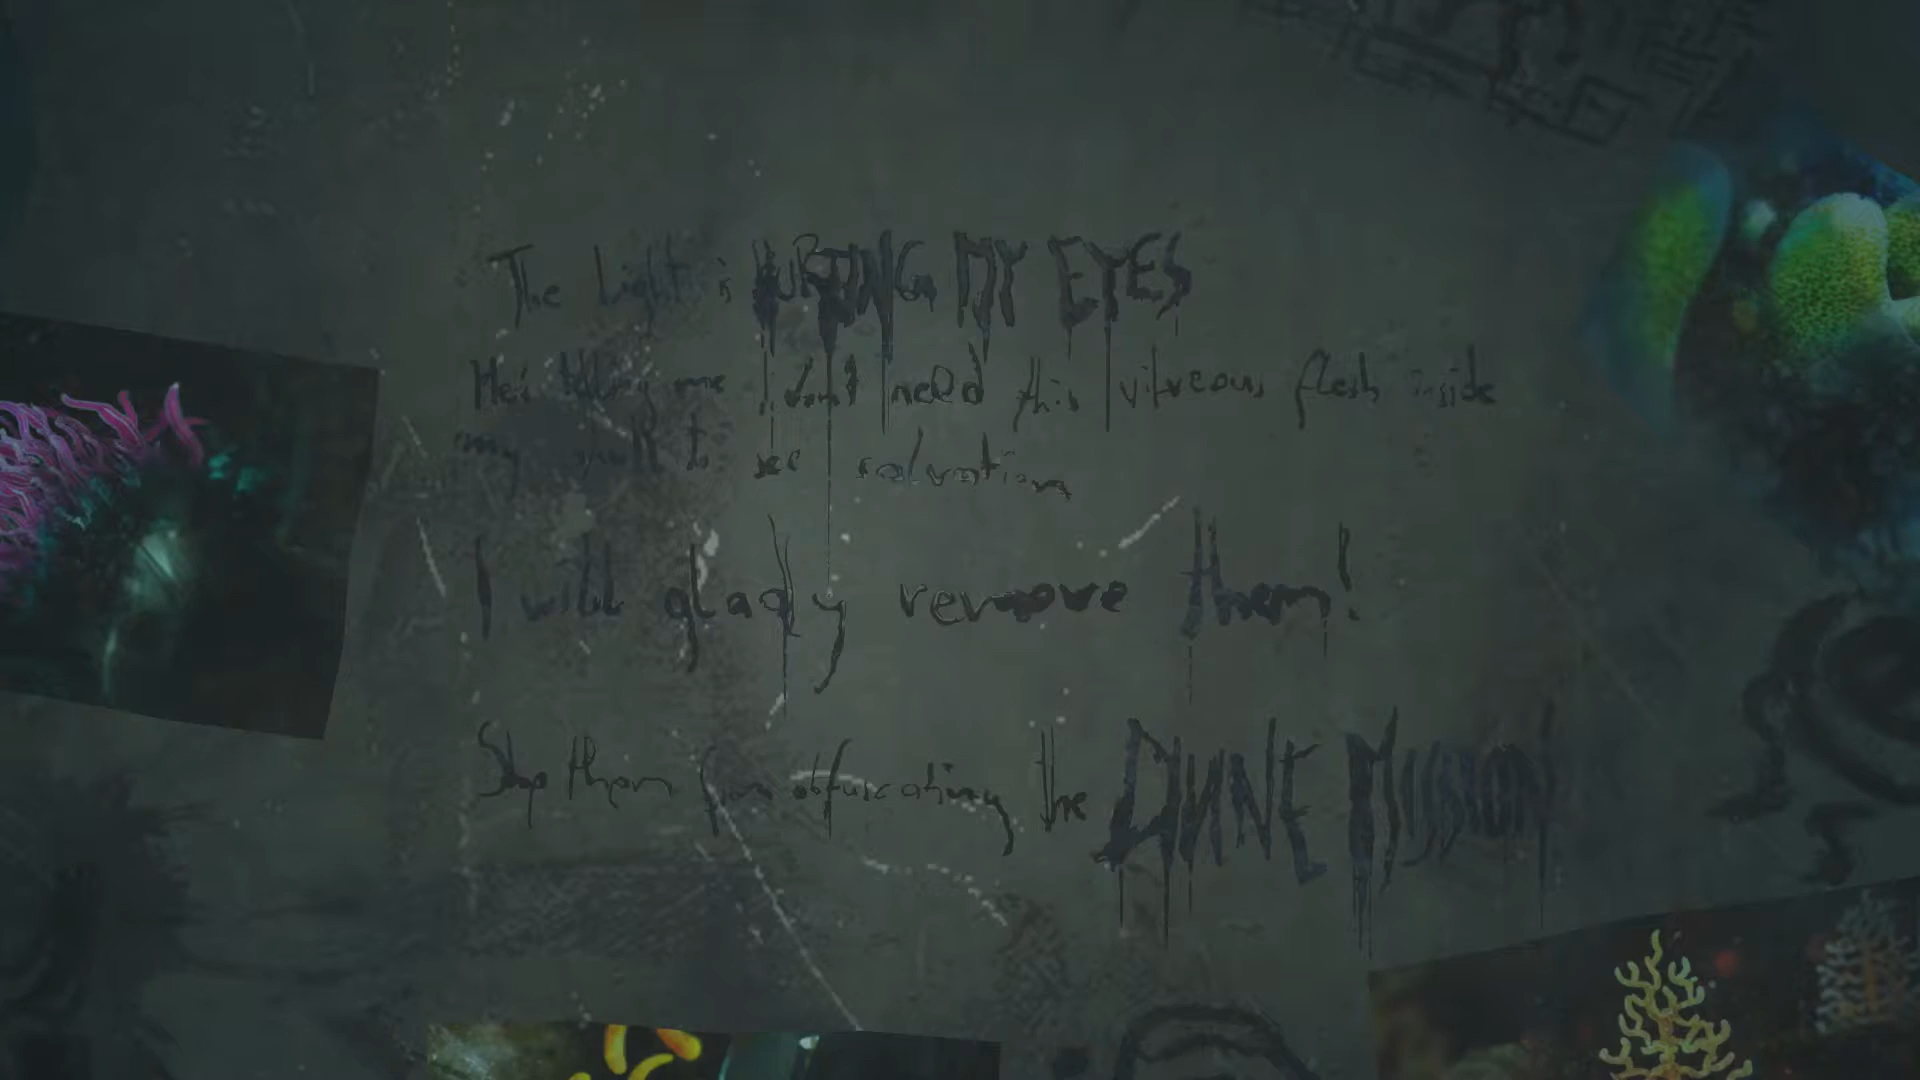 The Light is HURTING MY EYES
He's telling me I don't need this vitreous flesh inside
my skull to see salvation
I will glady remove them!
Stop them from obfuscating the DIVINE MISSION